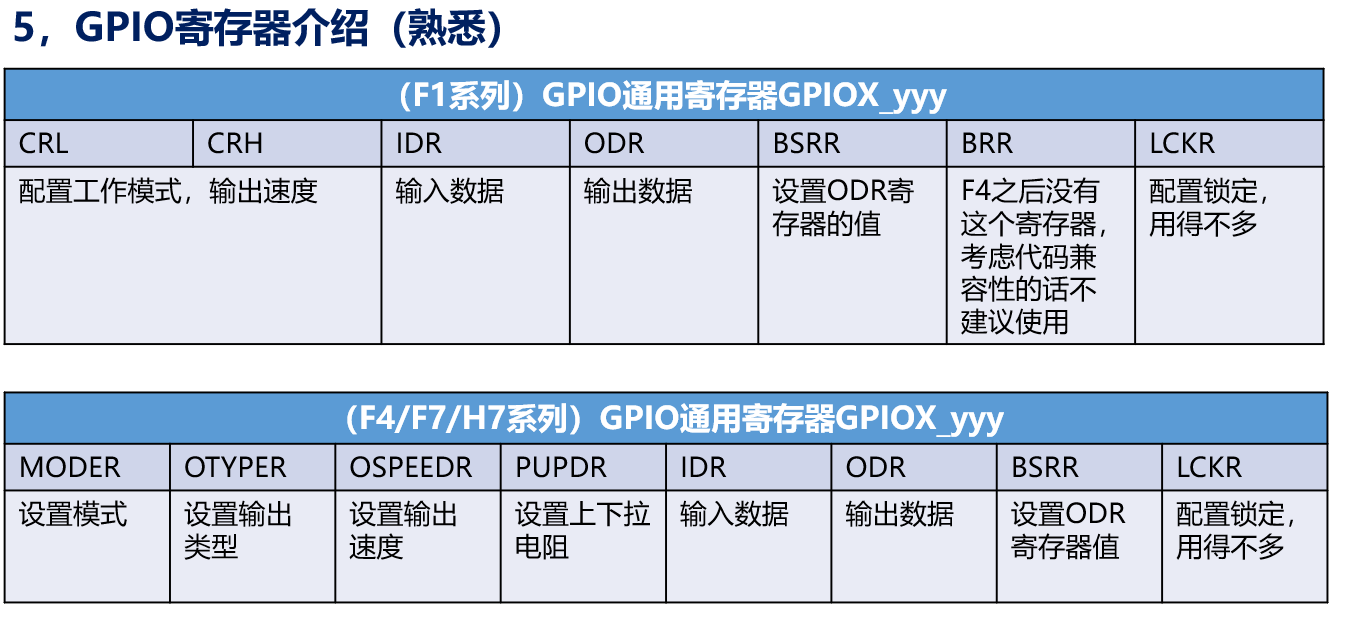 5，GPIO寄存器介绍（熟悉）
（F1系列）GPIO通用寄存器GPIOX_yyy
CRL
CRH
IDR
ODR
BSRR
BRR
LCKR
配置工作模式，输出速度
输入数据
输出数据
设置ODR寄
存器的值
F4之后没有
这个寄存器，
考虑代码兼
容性的话不
建议使用
配置锁定，
用得不多
（F4/F7/H7系列）GPIO通用寄存器GPIOX_yyy
MODER
OTYPER
OSPEEDR
PUPDR
IDR
ODR
BSRR
LCKR
设置模式
设置输出
类型
设置输出
速度
设置上下拉
电阻
输入数据
输出数据
设置ODR
寄存器值
配置锁定，
用得不多